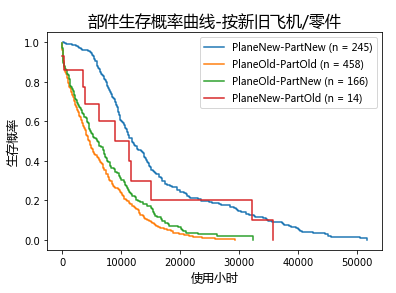 部件生存概率曲线-按新旧飞机/零件
PlaneNew-PartNew (n = 245)
PlaneOld-PartOld (n = 458)
PlaneOld-PartNew (n = 166)
PlaneNew-PartOld (n = 14)
生存概率
1.0
0.8
0.6
0.4
0.2
0.0
0 10000 20000 30000 40000 50000
使用小时